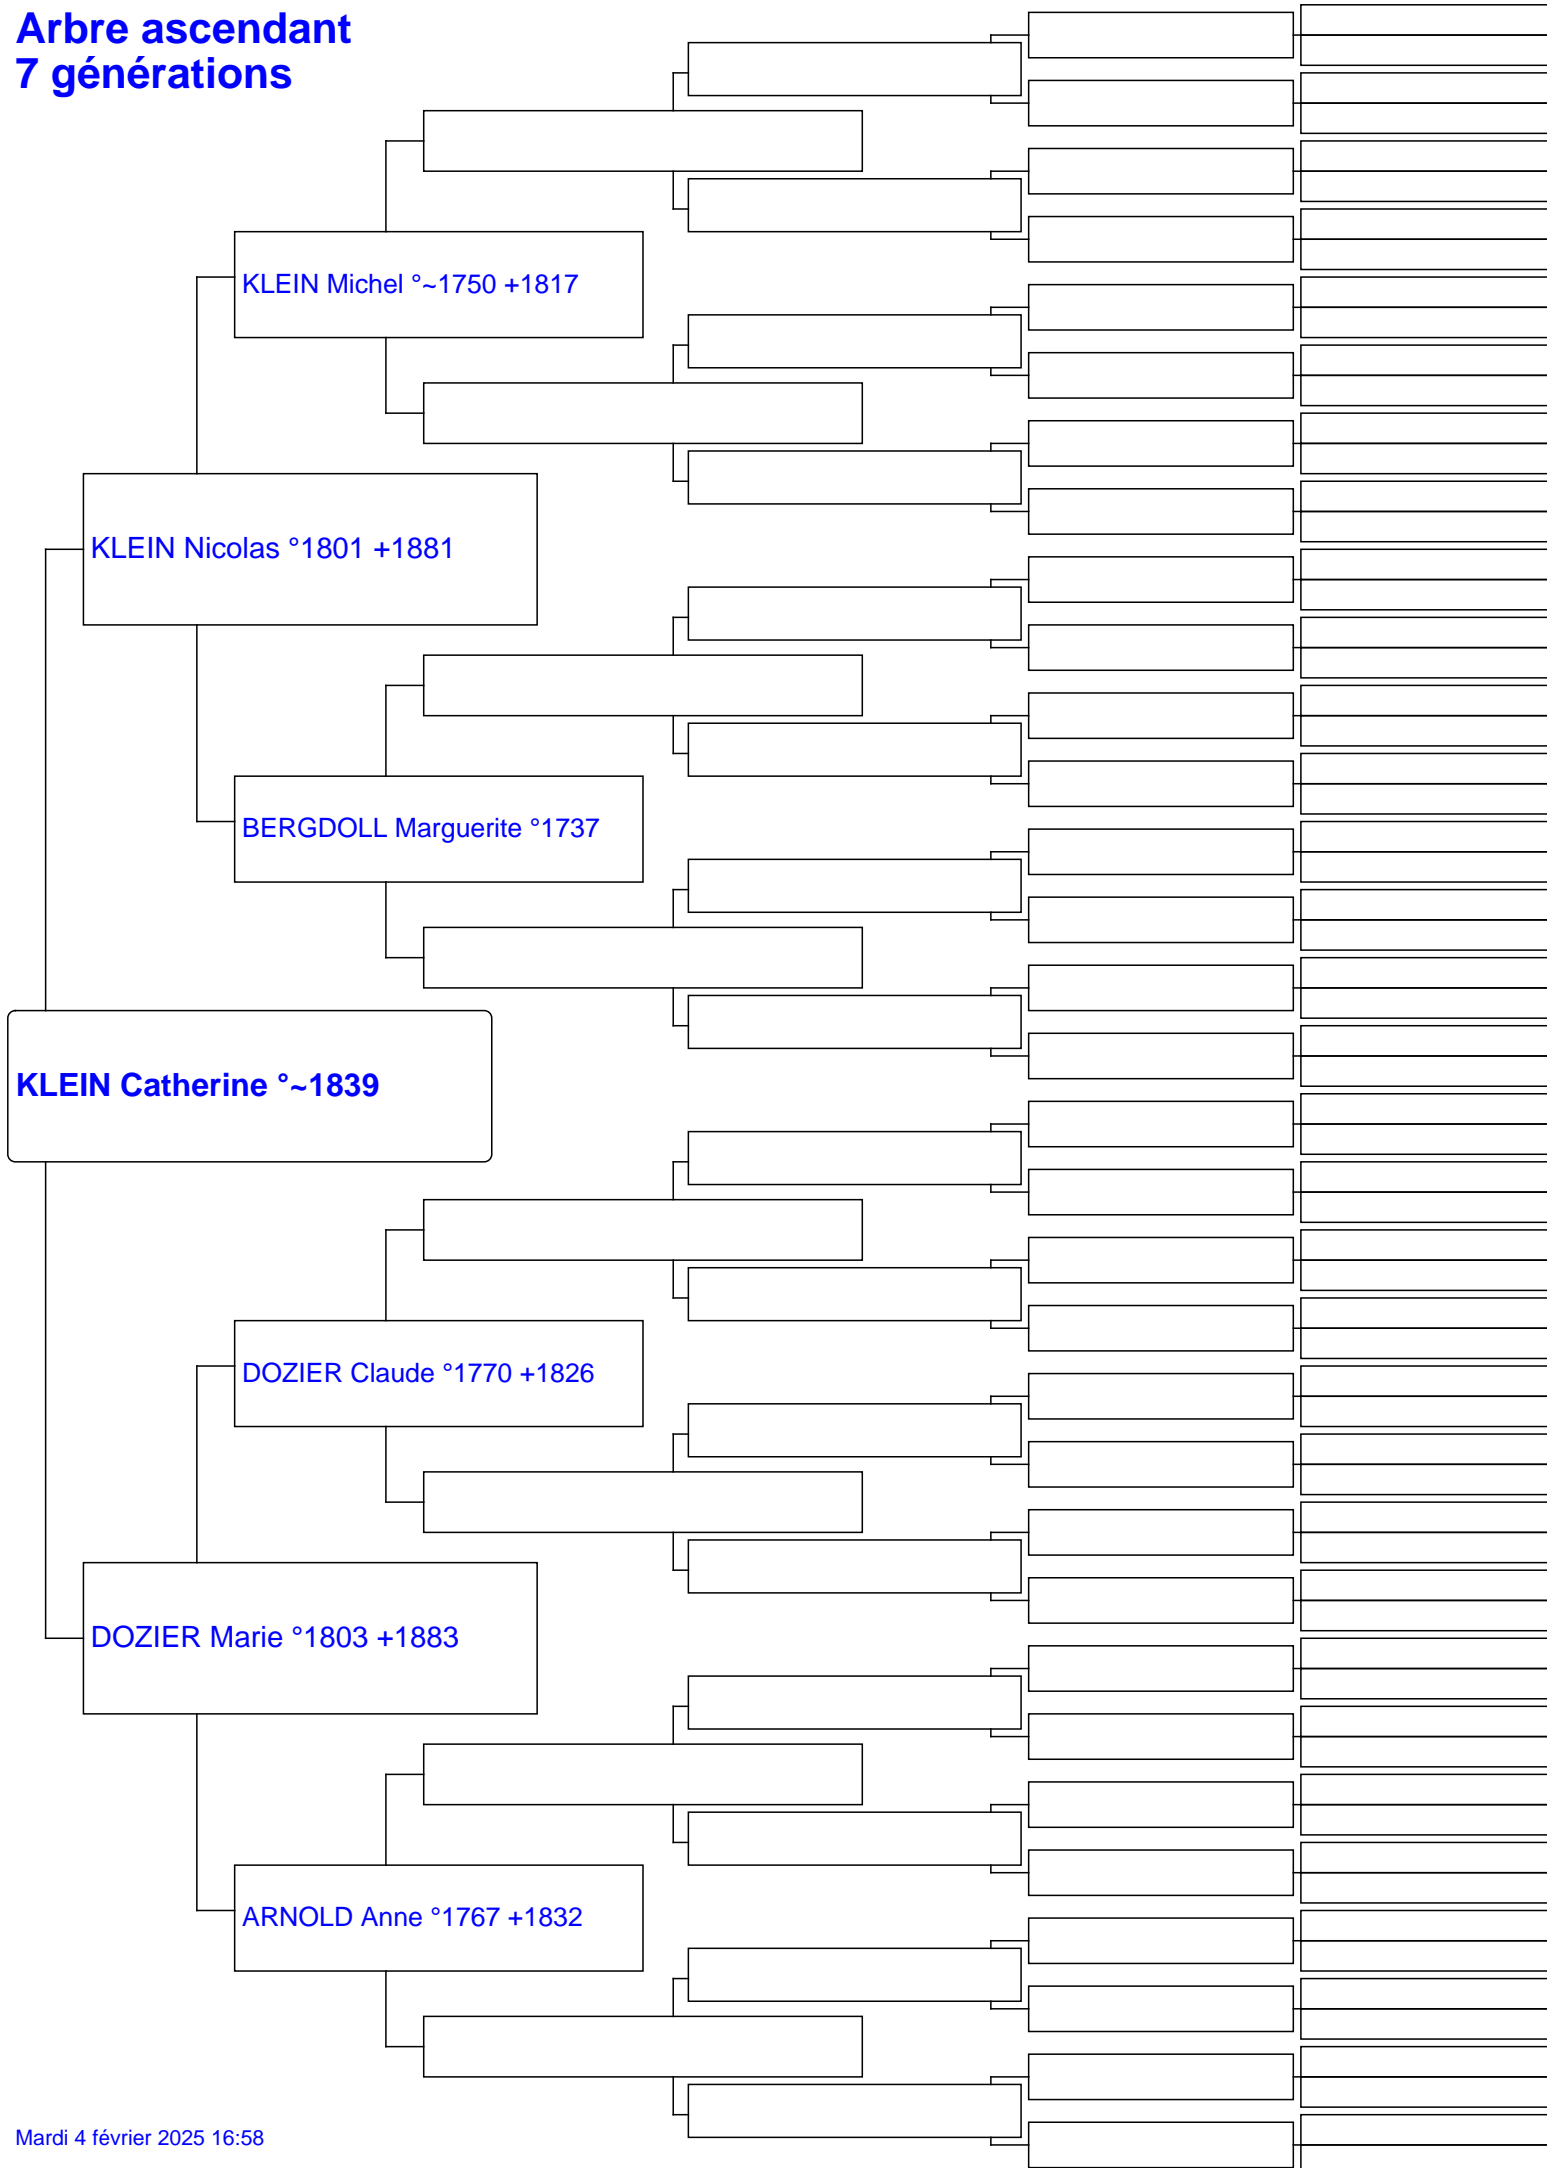 Arbre ascendant
7 générations
KLEIN Michel °~1750 +1817
KLEIN Nicolas °1801 +1881
BERGDOLL Marguerite °1737
KLEIN Catherine °~1839
DOZIER Claude °1770 +1826
DOZIER Marie °1803 +1883
ARNOLD Anne °1767 +1832
Mardi 4 février 2025 16:58